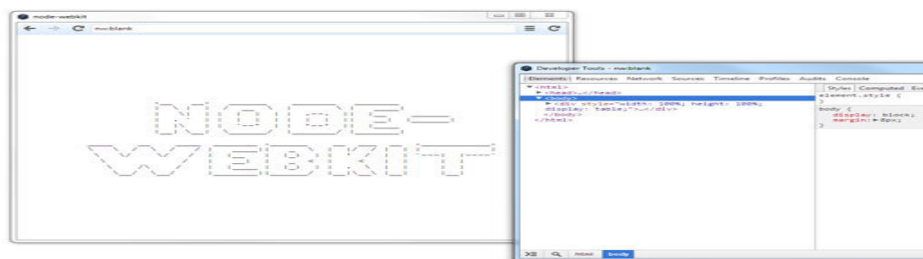 node-webkit
nw:blank
NODE-
WEBKIT
Developer Tools - nw:blank
Elements Resources Network Sources Timeline Profiles Audits Console
<html>
<head>…</head>
<body>
<div style="width: 100%; height: 100%;
display: table;">…</div>
</body>
</html>
Styles Computed
element.style {
}
body {
display: block;
margin: 8px;
}
html body